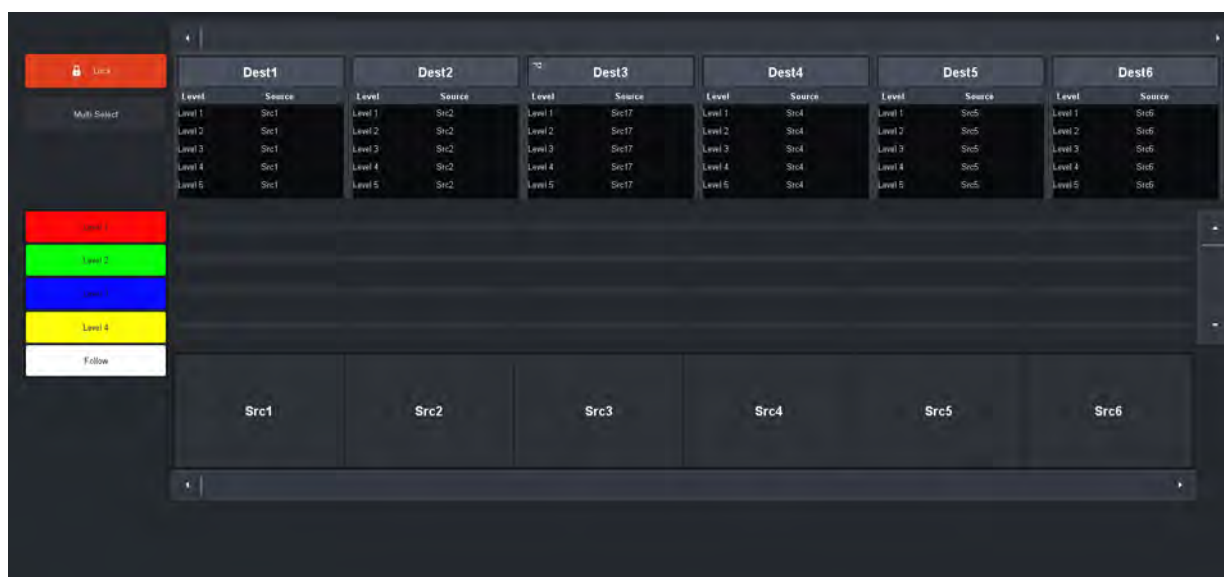 Lock
Multi Select
Dest1 Dest2 Dest3 Dest4 Dest5 Dest6
Level Source Level Source Level Source Level Source Level Source Level Source
Level 1 Src1 Level 1 Src2 Level 1 Src17 Level 1 Src4 Level 1 Src5 Level 1 Src6
Level 2 Src1 Level 2 Src2 Level 2 Src17 Level 2 Src4 Level 2 Src5 Level 2 Src6
Level 3 Src1 Level 3 Src2 Level 3 Src17 Level 3 Src4 Level 3 Src5 Level 3 Src6
Level 4 Src1 Level 4 Src2 Level 4 Src17 Level 4 Src4 Level 4 Src5 Level 4 Src6
Level 5 Src1 Level 5 Src2 Level 5 Src17 Level 5 Src4 Level 5 Src5 Level 5 Src6
Level 1
Level 2
Level 4
Follow
Src1 Src2 Src3 Src4 Src5 Src6